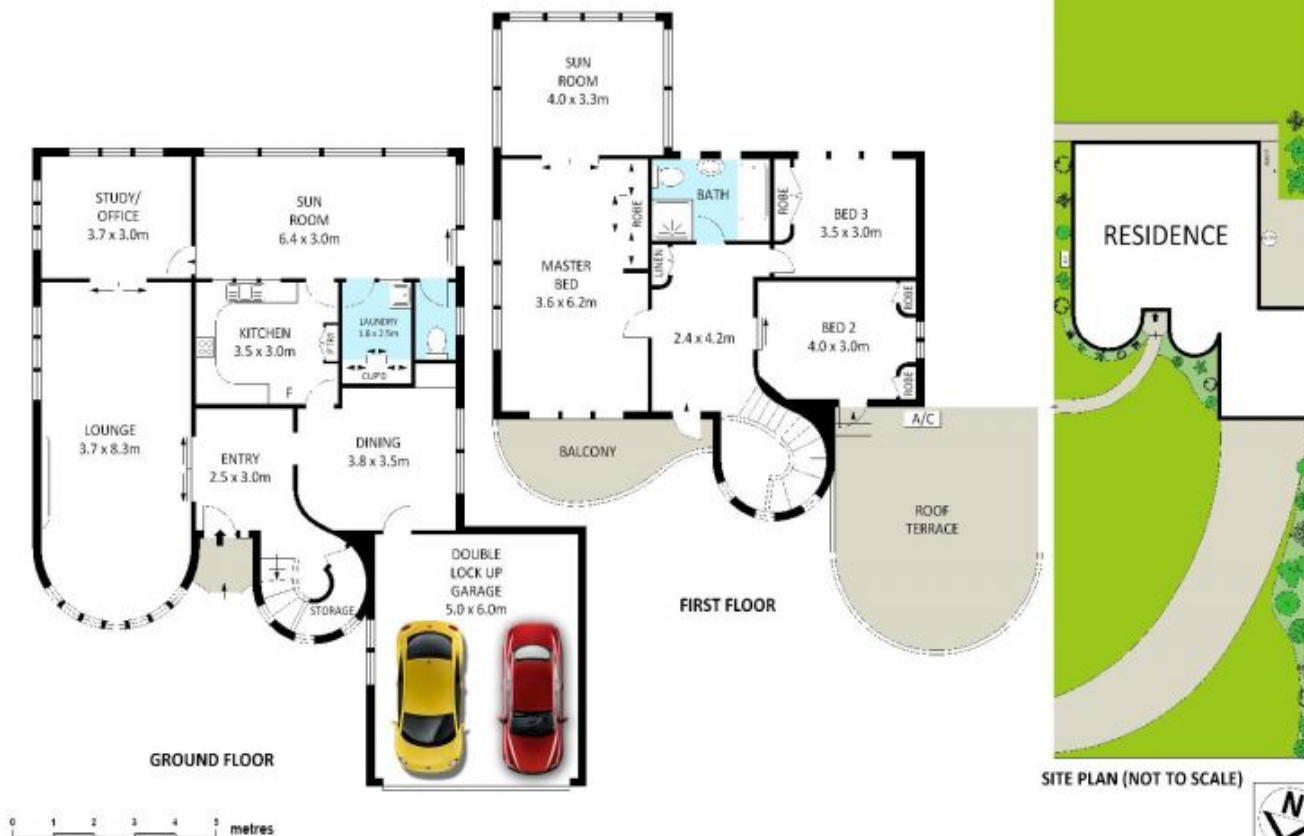 SUN
ROOM
4.0 x 3.3m
STUDY/
OFFICE
3.7 x 3.0m
SUN
ROOM
6.4 x 3.0m
KITCHEN
3.5 x 3.0m
PTRY
F
LAUNDRY
1.8 x 2.5m
CUP'D
LOUNGE
3.7 x 8.3m
ENTRY
2.5 x 3.0m
DINING
3.8 x 3.5m
STORAGE
DOUBLE
LOCK UP
GARAGE
5.0 x 6.0m
GROUND FLOOR
0 1 2 3 4 5 metres
MASTER
BED
3.6 x 6.2m
ROBE
BATH
LINEN
ROBE
BED 3
3.5 x 3.0m
2.4 x 4.2m
BED 2
4.0 x 3.0m
ROBE
ROBE
A/C
BALCONY
ROOF
TERRACE
FIRST FLOOR
RESIDENCE
SITE PLAN (NOT TO SCALE)
N